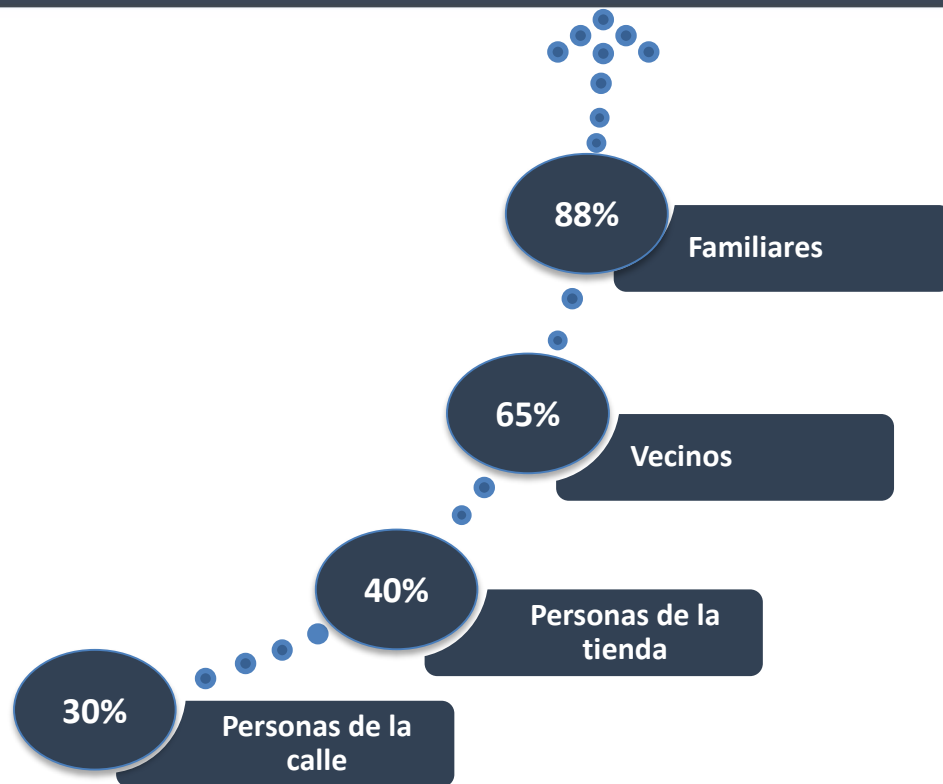 88%
Familiares
65%
Vecinos
40%
Personas de la
tienda
30%
Personas de la
calle